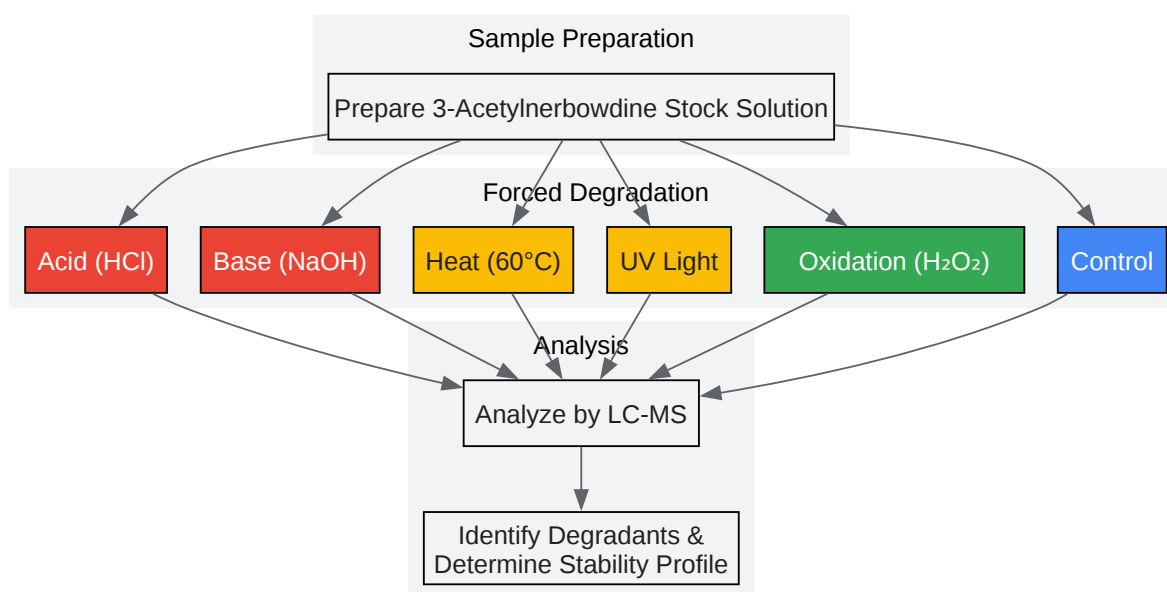 Sample Preparation
Prepare 3-Acetylnerbowdine Stock Solution
Forced Degradation
Acid (HCl)
Base (NaOH)
Heat (60°C)
UV Light
Oxidation (H₂O₂)
Control
Analysis
Analyze by LC-MS
Identify Degradants &
Determine Stability Profile